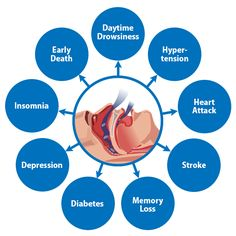 Daytime
Drowsiness
Hyper-
tension
Heart
Attack
Stroke
Memory
Loss
Diabetes
Depression
Insomnia
Early
Death